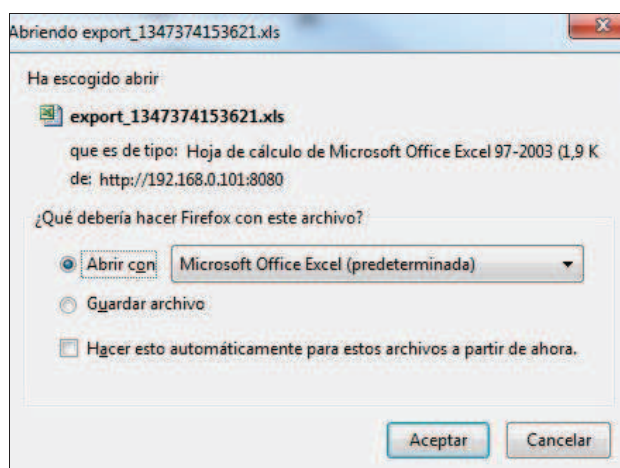 Abriendo export_1347374153621.xls
Ha escogido abrir
export_1347374153621.xls
que es de tipo: Hoja de cálculo de Microsoft Office Excel 97-2003 (1,9 K
de: http://192.168.0.101:8080
¿Qué debería hacer Firefox con este archivo?
Abrir con Microsoft Office Excel (predeterminada)
Guardar archivo
Hacer esto automáticamente para estos archivos a partir de ahora.
Aceptar Cancelar